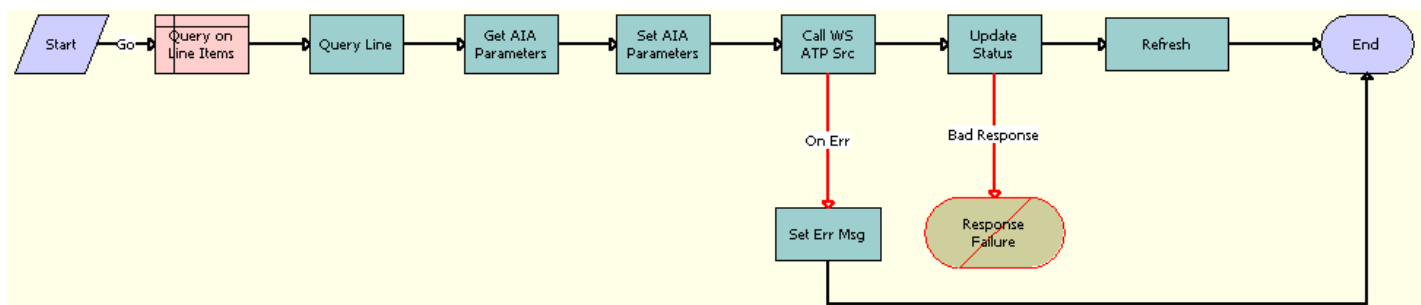 Start
Go
Query on
Line Items
Query Line
Get AIA
Parameters
Set AIA
Parameters
Call WS
ATP Src
Update
Status
Refresh
End
On Err
Bad Response
Set Err Msg
Response
Failure